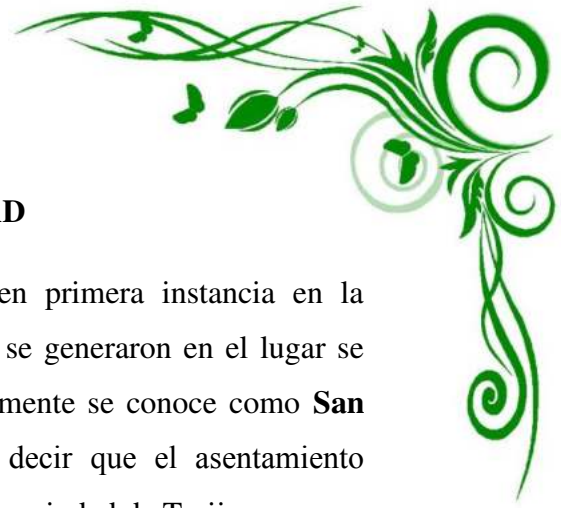 AD
en primera instancia en la
se generaron en el lugar se
mente se conoce como San
decir que el asentamiento